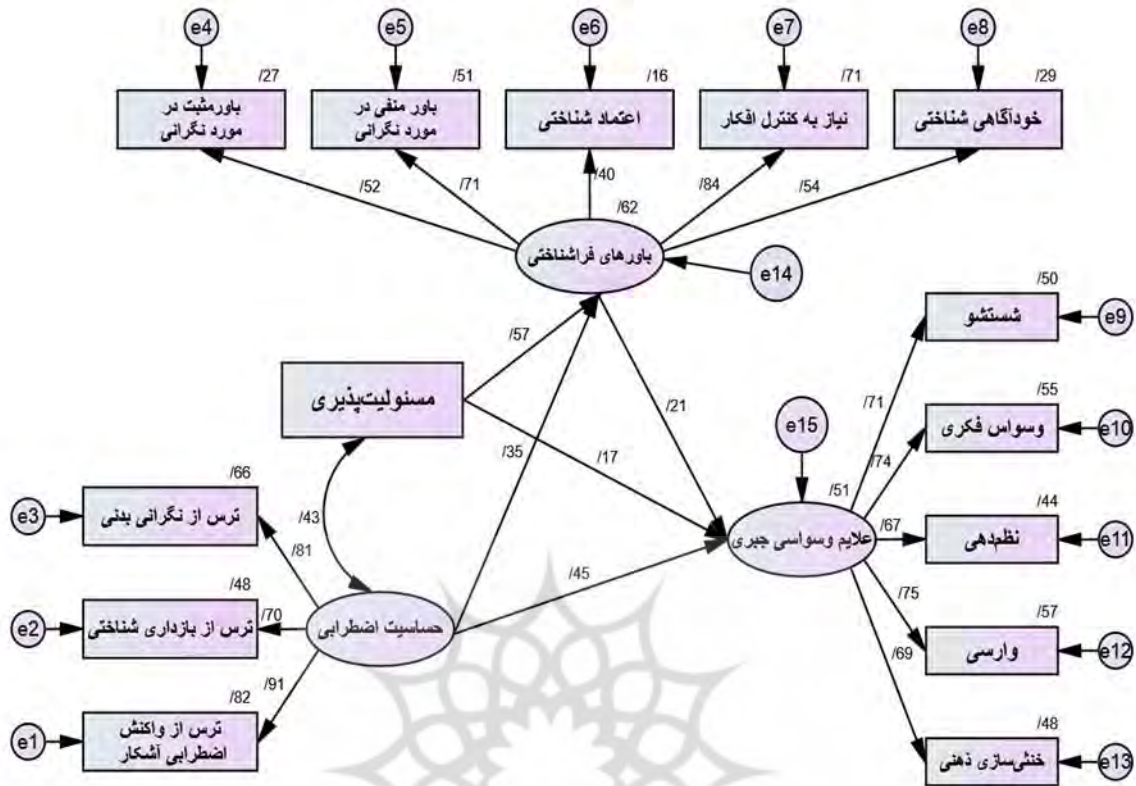 e4
e5
e6
e7
e8
/27
/51
/16
/71
/29
باورمثبت در
مورد نگرانی
باور منفی در
مورد نگرانی
اعتماد شناختی
نیاز به کنترل افکار
خودآگاهی شناختی
/52
/71
/40
/84
/54
/62
باورهای فراشناختی
e14
/57
/35
/21
/17
/45
/43
مسئولیت‌پذیری
e15
/51
علایم وسواسی جبری
/50
شستشو
e9
/55
وسواس فکری
e10
/44
نظم‌دهی
e11
/57
وارسی
e12
/48
خنثی‌سازی ذهنی
e13
/71
/74
/67
/75
/69
e3
/66
ترس از نگرانی بدنی
/81
e2
/48
ترس از بازداری شناختی
/70
حساسیت اضطرابی
e1
/82
ترس از واکنش
اضطرابی آشکار
/91